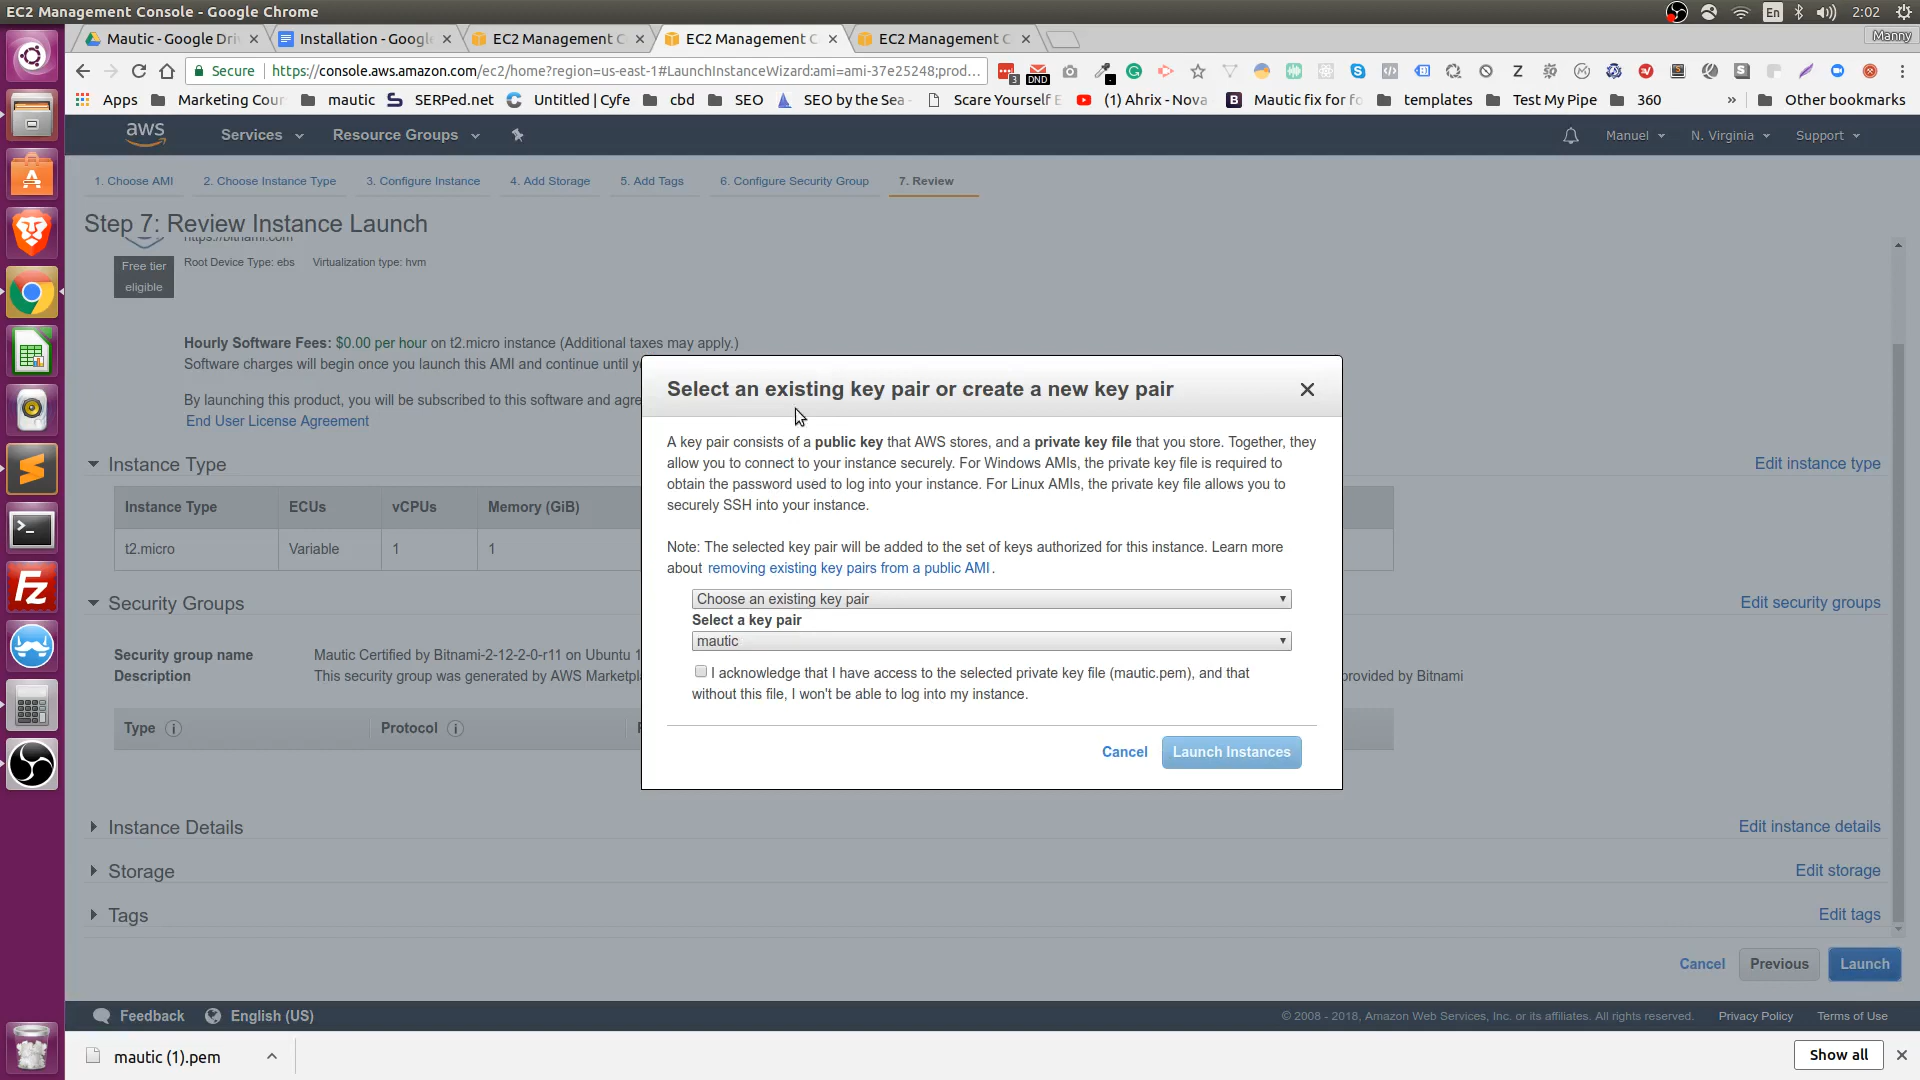 EC2 Management Console - Google Chrome
En
2:02
Mautic - Google Dri
Installation - Googl
EC2 Management C
EC2 Management C
EC2 Management C
Manny
Secure
https://console.aws.amazon.com/ec2/home?region=us-east-1#LaunchInstanceWizard:ami=ami-37e25248;prod...
3
DND
Apps
Marketing Cour
mautic
SERPed.net
Untitled | Cyfe
cbd
SEO
SEO by the Sea
Scare Yourself E
(1) Ahrix - Nova
Mautic fix for fo
templates
Test My Pipe
360
»
Other bookmarks
aws
Services
Resource Groups
Manuel
N. Virginia
Support
1. Choose AMI
2. Choose Instance Type
3. Configure Instance
4. Add Storage
5. Add Tags
6. Configure Security Group
7. Review
Step 7: Review Instance Launch
https://bitnami.com
Free tier
eligible
Root Device Type: ebs
Virtualization type: hvm
Hourly Software Fees: $0.00 per hour on t2.micro instance (Additional taxes may apply.)
Software charges will begin once you launch this AMI and continue until y
By launching this product, you will be subscribed to this software and agre
End User License Agreement
Instance Type
Edit instance type
Instance Type
ECUs
vCPUs
Memory (GiB)
t2.micro
Variable
1
1
Security Groups
Edit security groups
Security group name
Mautic Certified by Bitnami-2-12-2-0-r11 on Ubuntu 1
Description
This security group was generated by AWS Marketpla
provided by Bitnami
Type
Protocol
Select an existing key pair or create a new key pair
A key pair consists of a public key that AWS stores, and a private key file that you store. Together, they
allow you to connect to your instance securely. For Windows AMIs, the private key file is required to
obtain the password used to log into your instance. For Linux AMIs, the private key file allows you to
securely SSH into your instance.
Note: The selected key pair will be added to the set of keys authorized for this instance. Learn more
about removing existing key pairs from a public AMI.
Choose an existing key pair
Select a key pair
mautic
I acknowledge that I have access to the selected private key file (mautic.pem), and that
without this file, I won't be able to log into my instance.
Cancel
Launch Instances
Instance Details
Edit instance details
Storage
Edit storage
Tags
Edit tags
Cancel
Previous
Launch
Feedback
English (US)
© 2008 - 2018, Amazon Web Services, Inc. or its affiliates. All rights reserved.
Privacy Policy
Terms of Use
mautic (1).pem
Show all